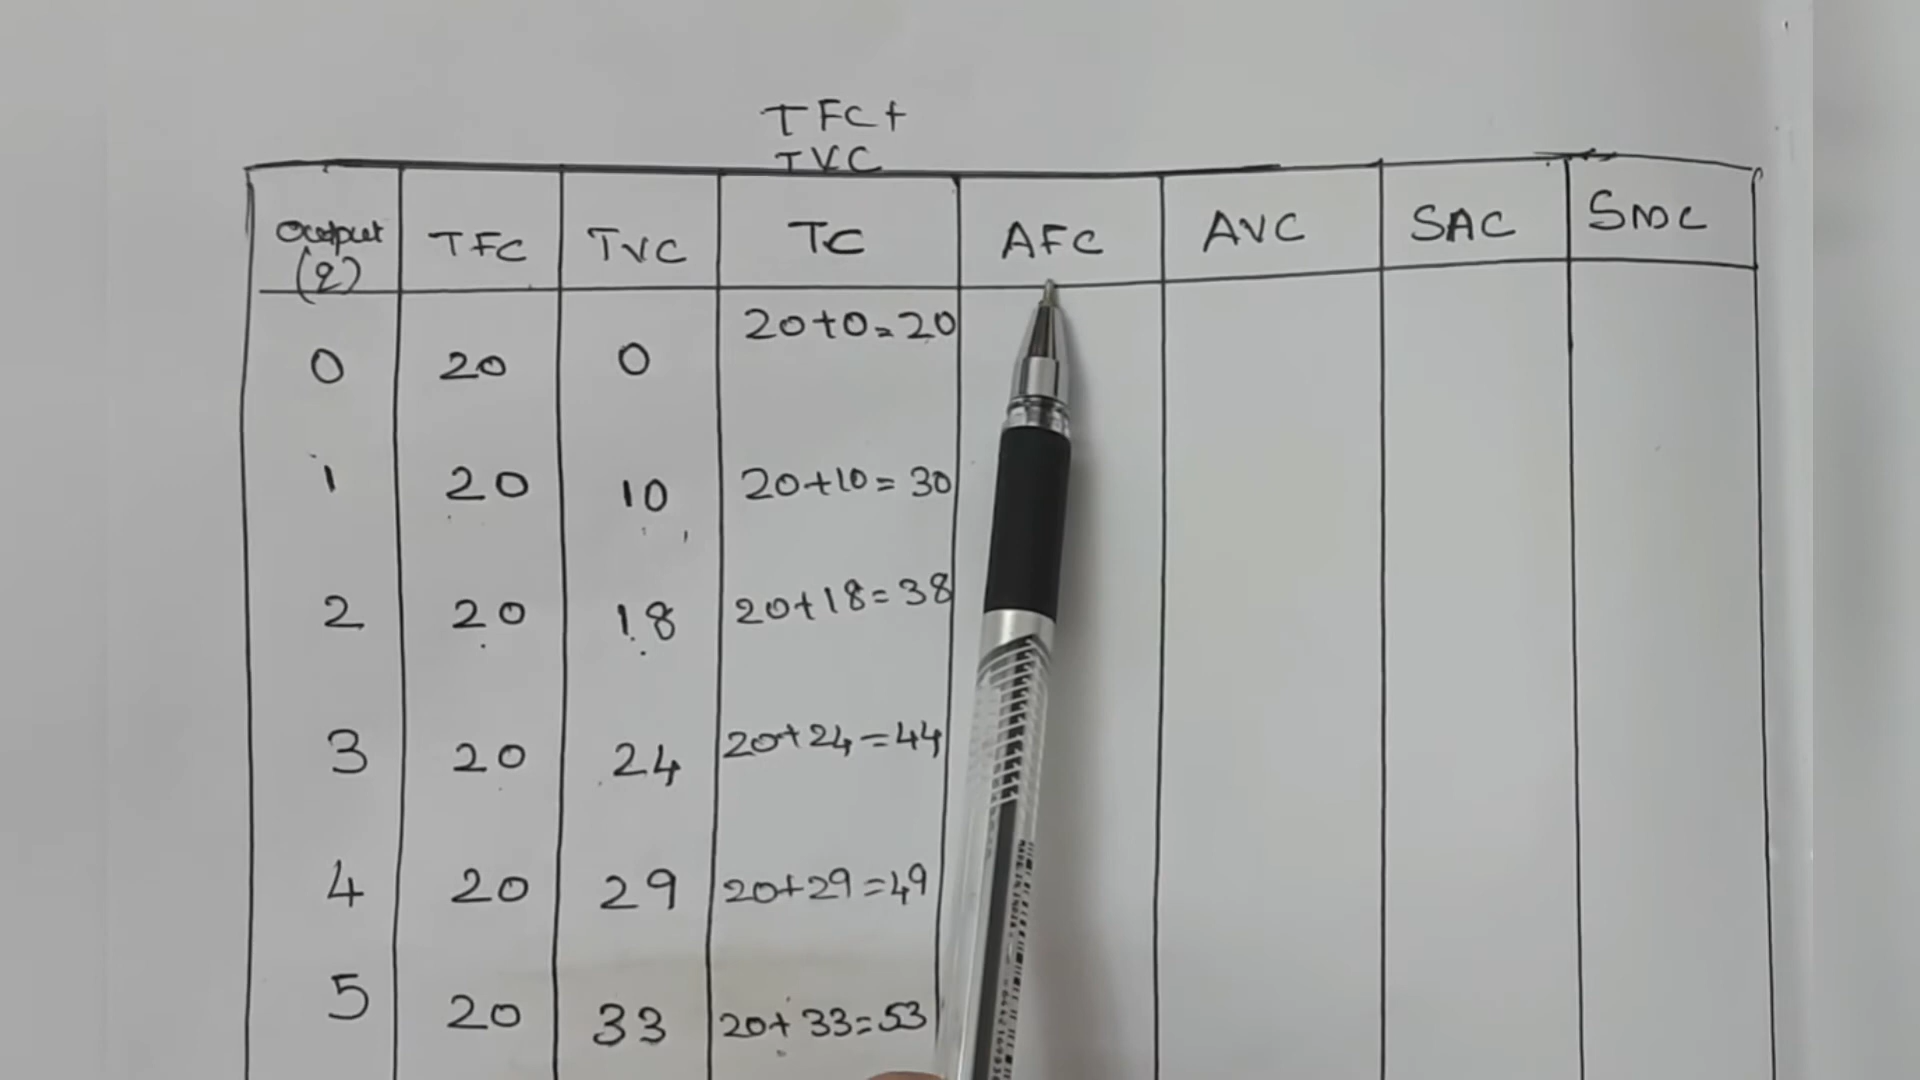 TFC+
TVC
Output (q) TFC TVC TC AFC AVC SAC SMC
0 20 0 20+0=20
1 20 10 20+10=30
2 20 18 20+18=38
3 20 24 20+24=44
4 20 29 20+29=49
5 20 33 20+33=53